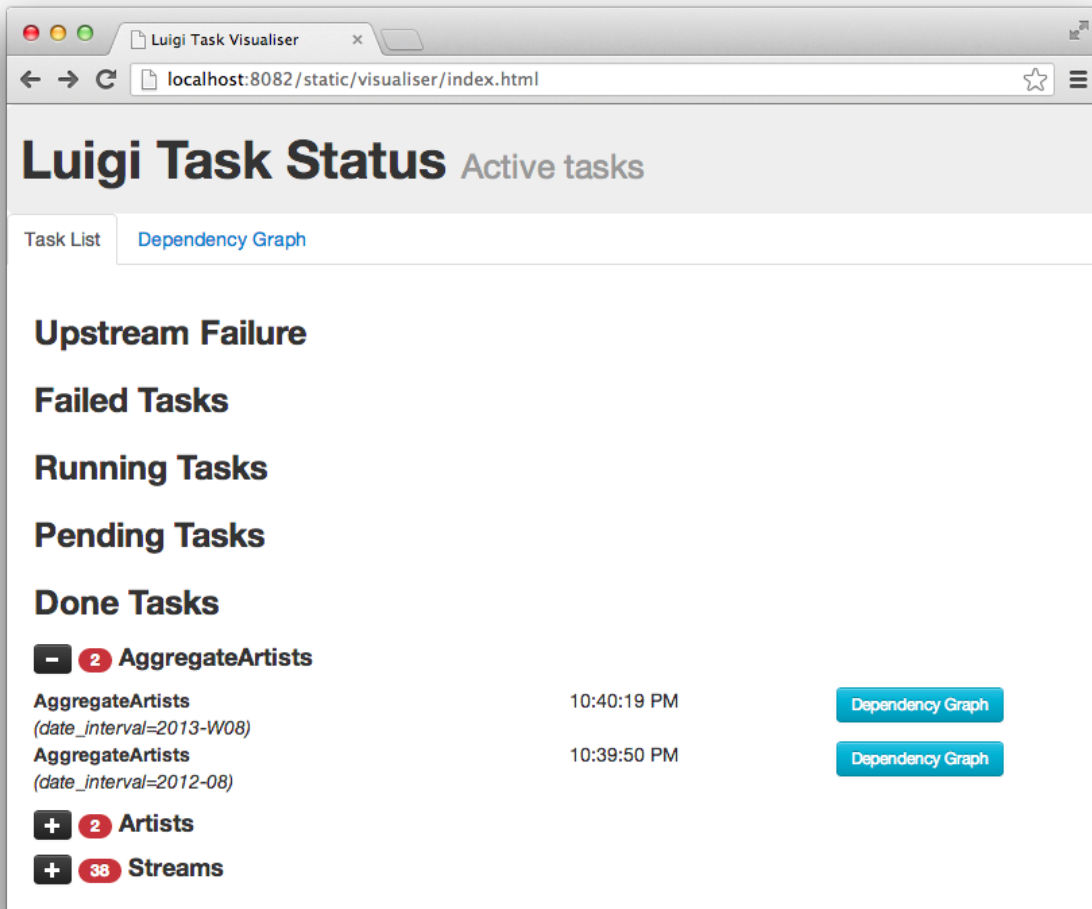 Luigi Task Visualiser
localhost:8082/static/visualiser/index.html
Luigi Task Status Active tasks
Task List Dependency Graph
Upstream Failure
Failed Tasks
Running Tasks
Pending Tasks
Done Tasks
2 AggregateArtists
AggregateArtists 10:40:19 PM Dependency Graph
(date_interval=2013-W08)
AggregateArtists 10:39:50 PM Dependency Graph
(date_interval=2012-08)
2 Artists
38 Streams